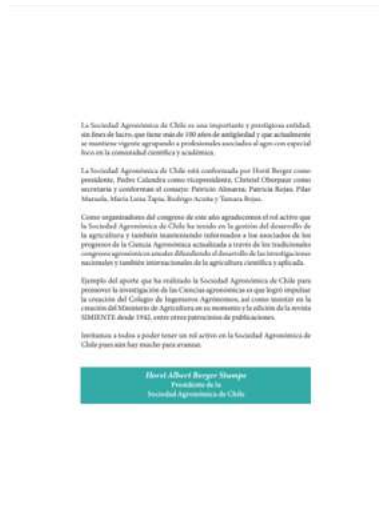 La Sociedad Agronómica de Chile es una importante y prestigiosa entidad,
sin fines de lucro, que tiene más de 100 años de antigüedad y que actualmente
se mantiene vigente agrupando a profesionales asociados al agro con especial
foco en la comunidad científica y académica.
La Sociedad Agronómica de Chile está conformada por Horst Berger como
presidente, Pedro Calandra como vicepresidente, Christel Oberpaur como
secretaria y conforman el consejo: Patricio Almarza, Patricia Rojas, Pilar
Mazuela, María Luisa Tapia, Rodrigo Acuña y Tamara Rojas.
Como organizadores del congreso de este año agradecemos el rol activo que
la Sociedad Agronómica de Chile ha tenido en la gestión del desarrollo de
la agricultura y también manteniendo informados a los asociados de los
progresos de la Ciencia Agronómica actualizada a través de los tradicionales
congresos agronómicos anuales difundiendo el desarrollo de las investigaciones
nacionales y también internacionales de la agricultura científica y aplicada.
Ejemplo del aporte que ha realizado la Sociedad Agronómica de Chile para
promover la investigación de las Ciencias agronómicas es que logró impulsar
la creación del Colegio de Ingenieros Agrónomos, así como insistir en la
creación del Ministerio de Agricultura en su momento y la edición de la revista
SIMIENTE desde 1942, entre otros patrocinios de publicaciones.
Invitamos a todos a poder tener un rol activo en la Sociedad Agronómica de
Chile pues aún hay mucho para avanzar.
Horst Albert Berger Stumpe
Presidente de la
Sociedad Agronómica de Chile